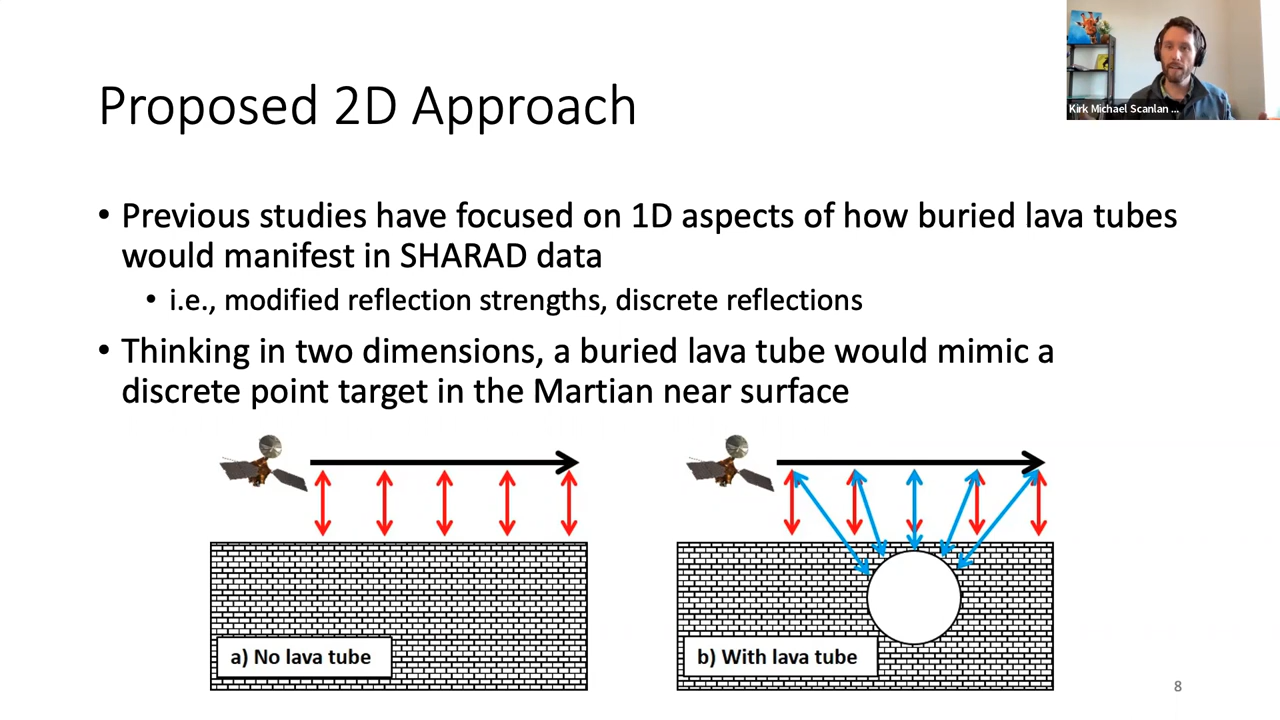 Kirk Michael Scanlan ...
Proposed 2D Approach
• Previous studies have focused on 1D aspects of how buried lava tubes
would manifest in SHARAD data
• i.e., modified reflection strengths, discrete reflections
• Thinking in two dimensions, a buried lava tube would mimic a
discrete point target in the Martian near surface
a) No lava tube
b) With lava tube
8